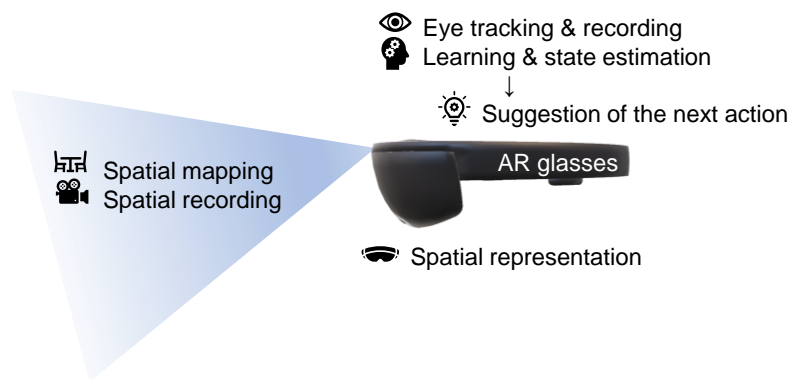 Eye tracking & recording
Learning & state estimation
↓
Suggestion of the next action
AR glasses
Spatial mapping
Spatial recording
Spatial representation